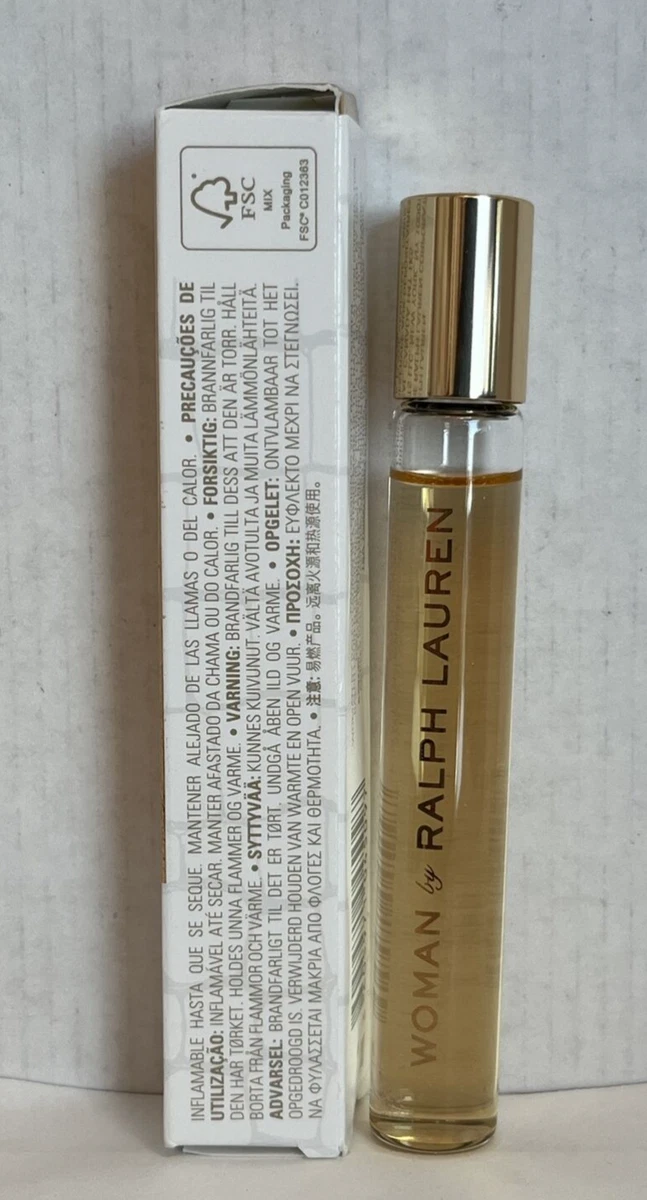 FSC
MIX
Packaging
FSC® C012363
INFLAMABLE HASTA QUE SE SEQUE. MANTENER ALEJADO DE LAS LLAMAS O DEL CALOR. • PRECAUÇÕES DE
UTILIZAÇÃO: INFLAMÁVEL ATÉ SECAR. MANTER AFASTADO DA CHAMA OU DO CALOR. • FORSIKTIG: BRANNFARLIG TIL
DEN HAR TØRKET. HOLDES UNNA FLAMMER OG VARME. • VARNING: BRANDFARLIG TILL DESS ATT DEN ÄR TORR. HÅLL
BORTA FRÅN FLAMMOR OCH VÄRME. • SYTTYVÄÄ: KUNNES KUIVUNUT. VÄLTÄ AVOTULTA JA MUITA LÄMMÖNLÄHTEITÄ.
ADVARSEL: BRANDFARLIGT TIL DET ER TØRT. UNDGÅ ÅBEN ILD OG VARME. • OPGELET: ONTVLAMBAAR TOT HET
OPGEDROOGD IS. VERWIJDERD HOUDEN VAN WARMTE EN OPEN VUUR. • ΠΡΟΣΟΧΗ: ΕΥΦΛΕΚΤΟ ΜΕΧΡΙ ΝΑ ΣΤΕΓΝΩΣΕΙ.
ΝΑ ΦΥΛΑΣΣΕΤΑΙ ΜΑΚΡΙΑ ΑΠΟ ΦΛΟΓΕΣ ΚΑΙ ΘΕΡΜΟΤΗΤΑ. • 注意: 易燃产品。远离火源和热源使用。
WOMAN by RALPH LAUREN